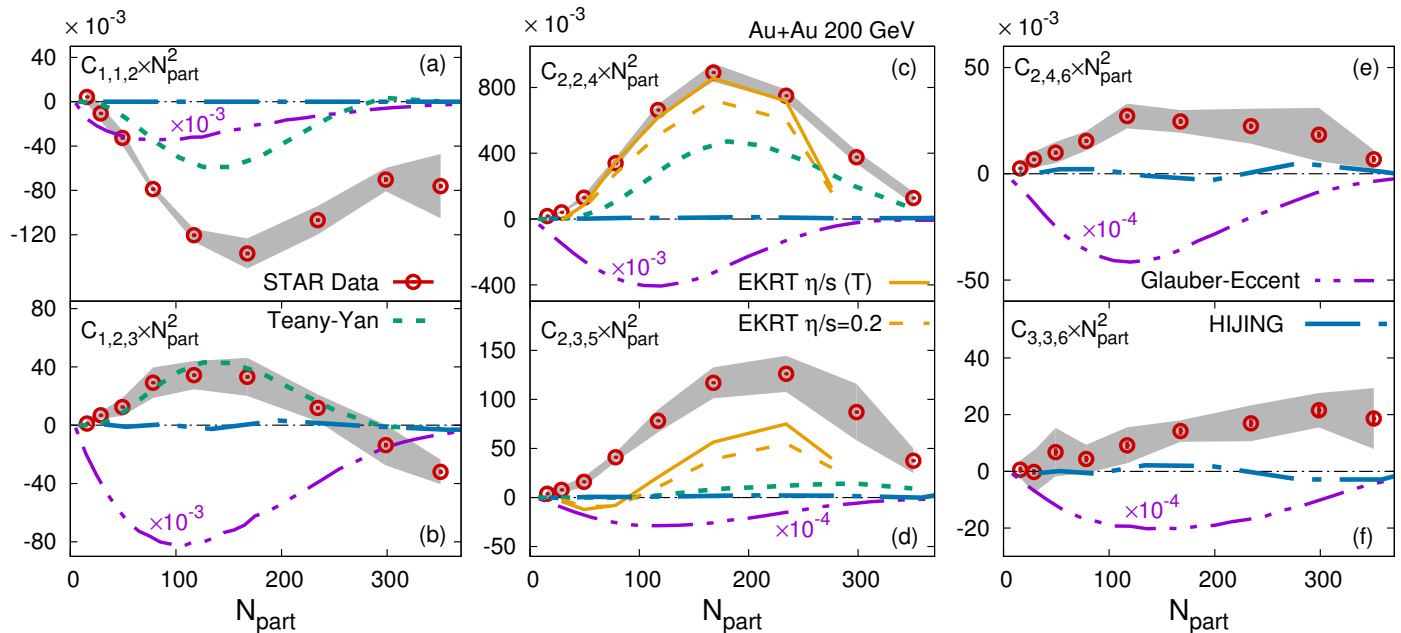 × 10⁻³
× 10⁻³
Au+Au 200 GeV
× 10⁻³
C₁,₁,₂×N²part
(a)
40
0
-40
-80
-120
×10⁻³
STAR Data
C₂,₂,₄×N²part
(c)
800
400
0
-400
×10⁻³
EKRT η/s (T)
C₂,₄,₆×N²part
(e)
50
0
-50
×10⁻⁴
Glauber-Eccent
C₁,₂,₃×N²part
Teany-Yan
80
40
0
-40
-80
×10⁻³
(b)
0
100
200
300
Npart
C₂,₃,₅×N²part
EKRT η/s=0.2
150
100
50
0
-50
×10⁻⁴
(d)
0
100
200
300
Npart
C₃,₃,₆×N²part
HIJING
40
20
0
-20
×10⁻⁴
(f)
0
100
200
300
Npart